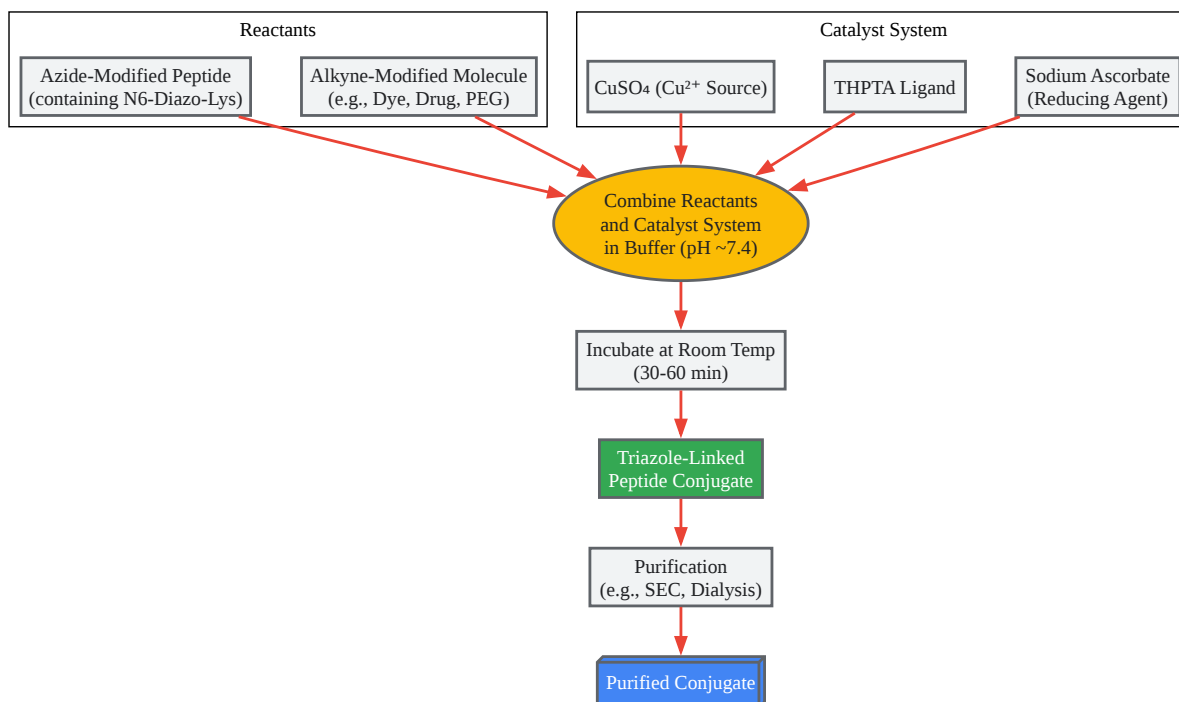 Reactants
Catalyst System
Azide-Modified Peptide
(containing N6-Diazo-Lys)
Alkyne-Modified Molecule
(e.g., Dye, Drug, PEG)
CuSO₄ (Cu²⁺ Source)
THPTA Ligand
Sodium Ascorbate
(Reducing Agent)
Combine Reactants
and Catalyst System
in Buffer (pH ~7.4)
Incubate at Room Temp
(30-60 min)
Triazole-Linked
Peptide Conjugate
Purification
(e.g., SEC, Dialysis)
Purified Conjugate